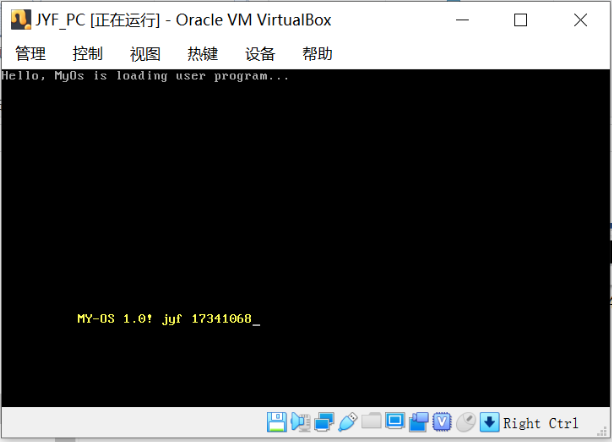 JYF_PC [正在运行] - Oracle VM VirtualBox
管理 控制 视图 热键 设备 帮助
Hello, MyOs is loading user program...
MY-OS 1.0! jyf 17341068_
Right Ctrl